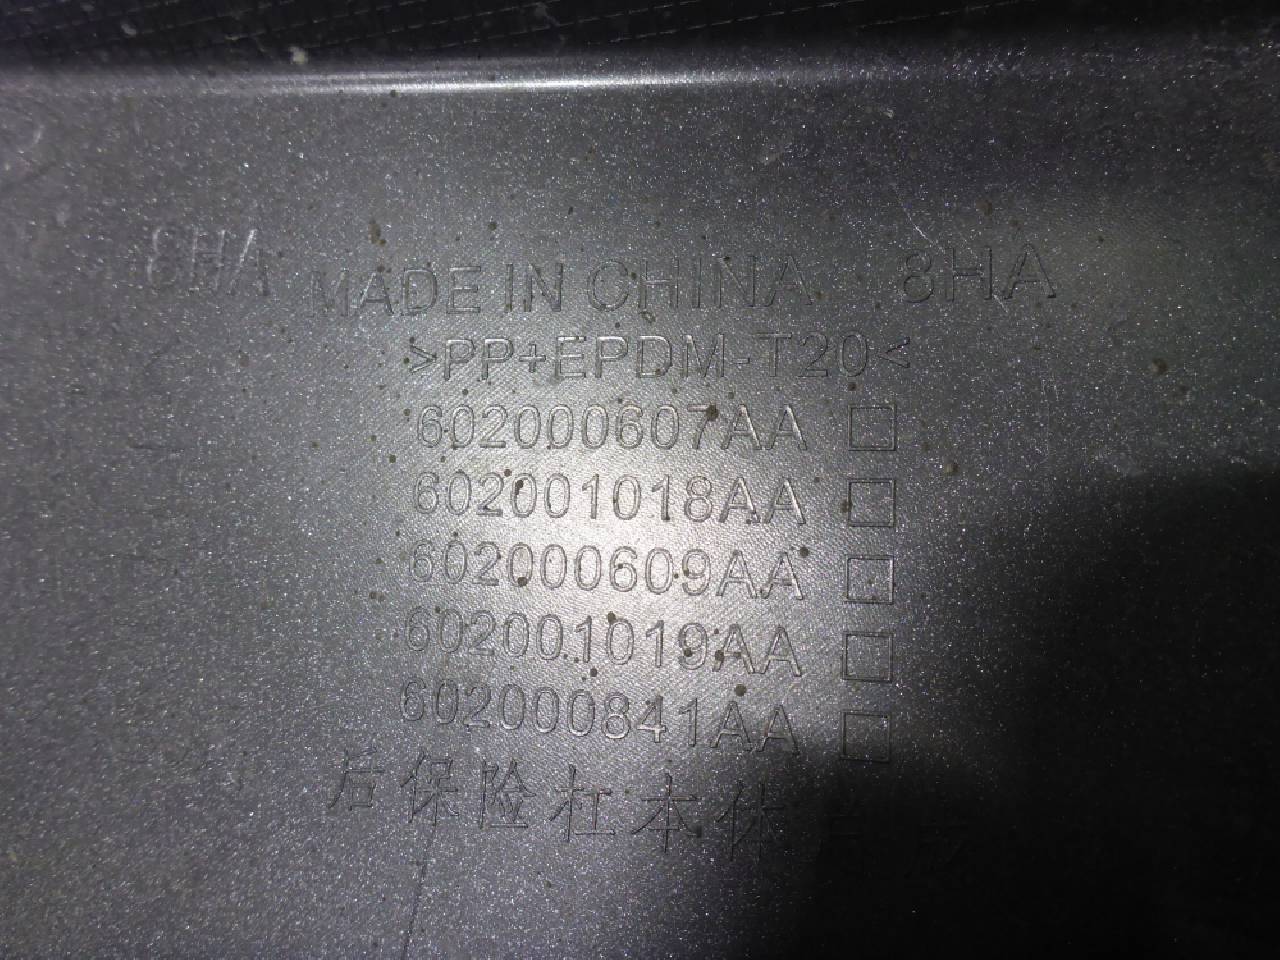 8HA MADE IN CHINA 8HA
>PP+EPDM-T20<
602000607AA □
602001018AA □
602000609AA □
602001019AA □
602000841AA □
后保险杠本体